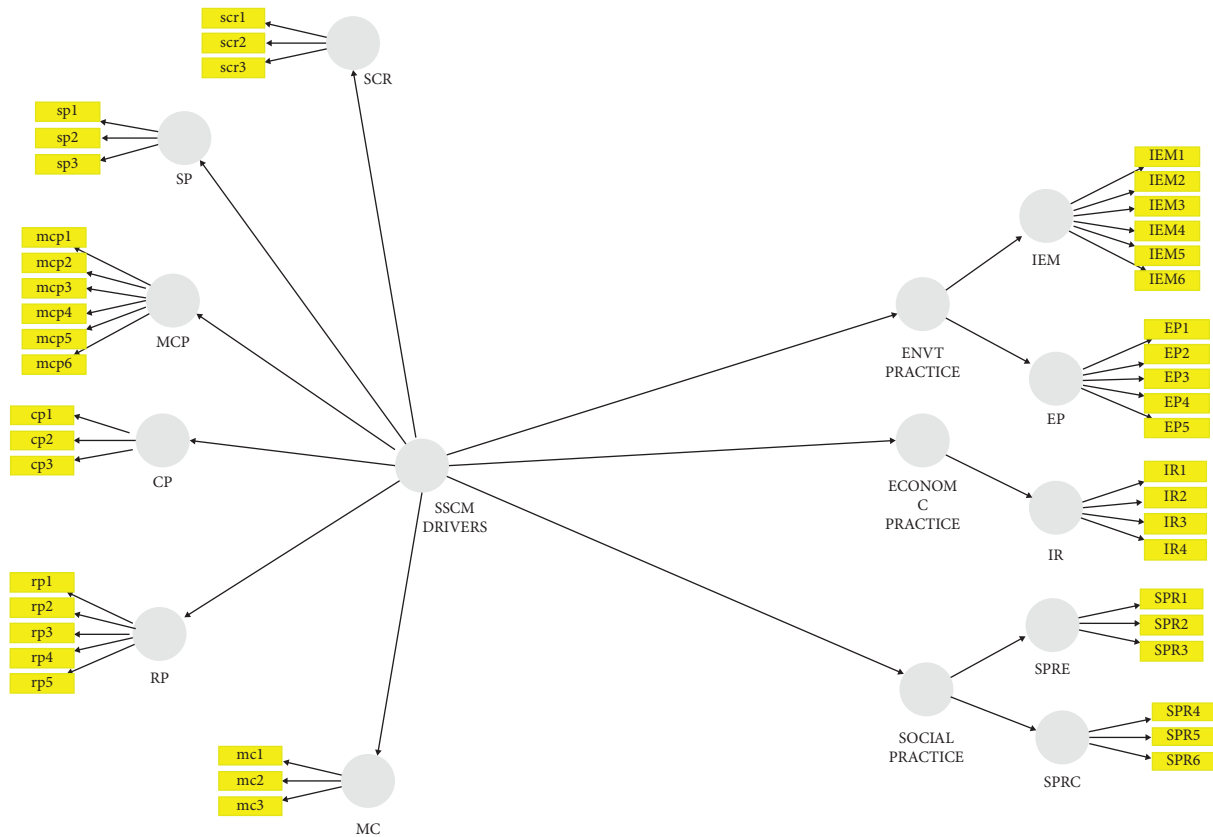 scr1
scr2
scr3
SCR
sp1
sp2
sp3
SP
mcp1
mcp2
mcp3
mcp4
mcp5
mcp6
MCP
cp1
cp2
cp3
CP
rp1
rp2
rp3
rp4
rp5
RP
mc1
mc2
mc3
MC
SSCM
DRIVERS
ENVT
PRACTICE
ECONOM
C
PRACTICE
SOCIAL
PRACTICE
IEM
IEM1
IEM2
IEM3
IEM4
IEM5
IEM6
EP
EP1
EP2
EP3
EP4
EP5
IR
IR1
IR2
IR3
IR4
SPRE
SPR1
SPR2
SPR3
SPRC
SPR4
SPR5
SPR6